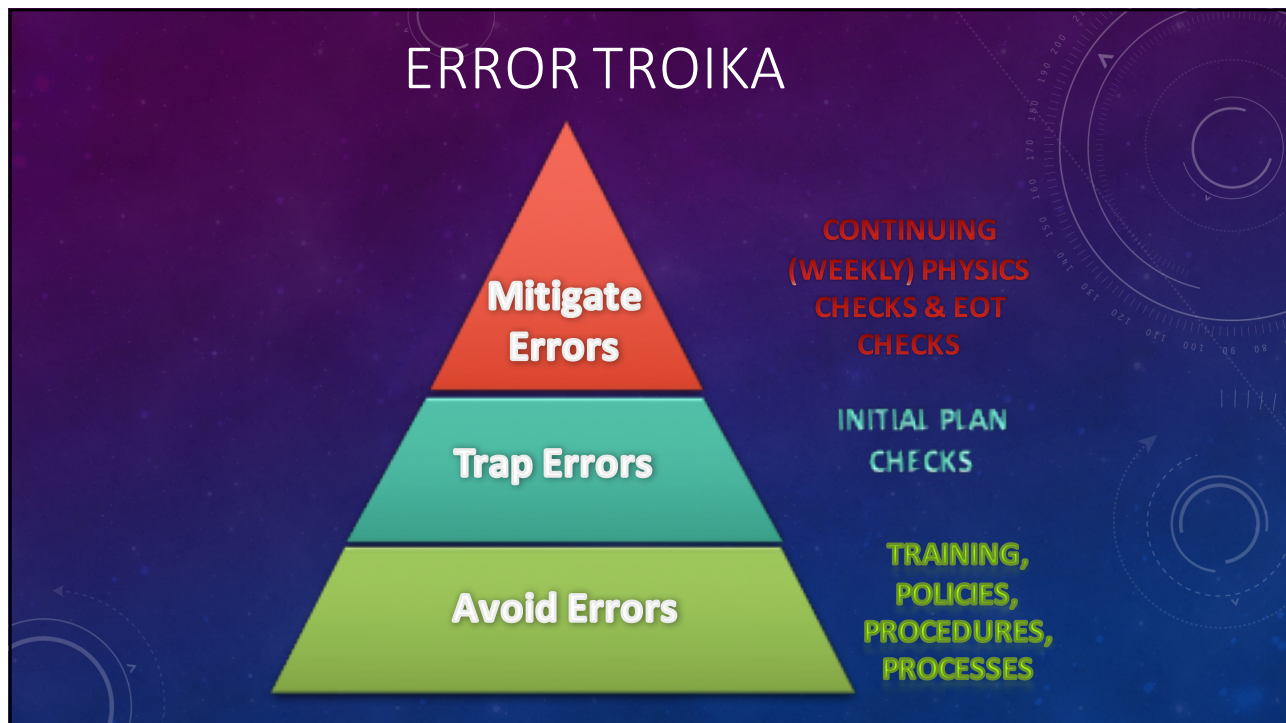 ERROR TROIKA
Mitigate
Errors
CONTINUING
(WEEKLY) PHYSICS
CHECKS & EOT
CHECKS
Trap Errors
INITIAL PLAN
CHECKS
Avoid Errors
TRAINING,
POLICIES,
PROCEDURES,
PROCESSES